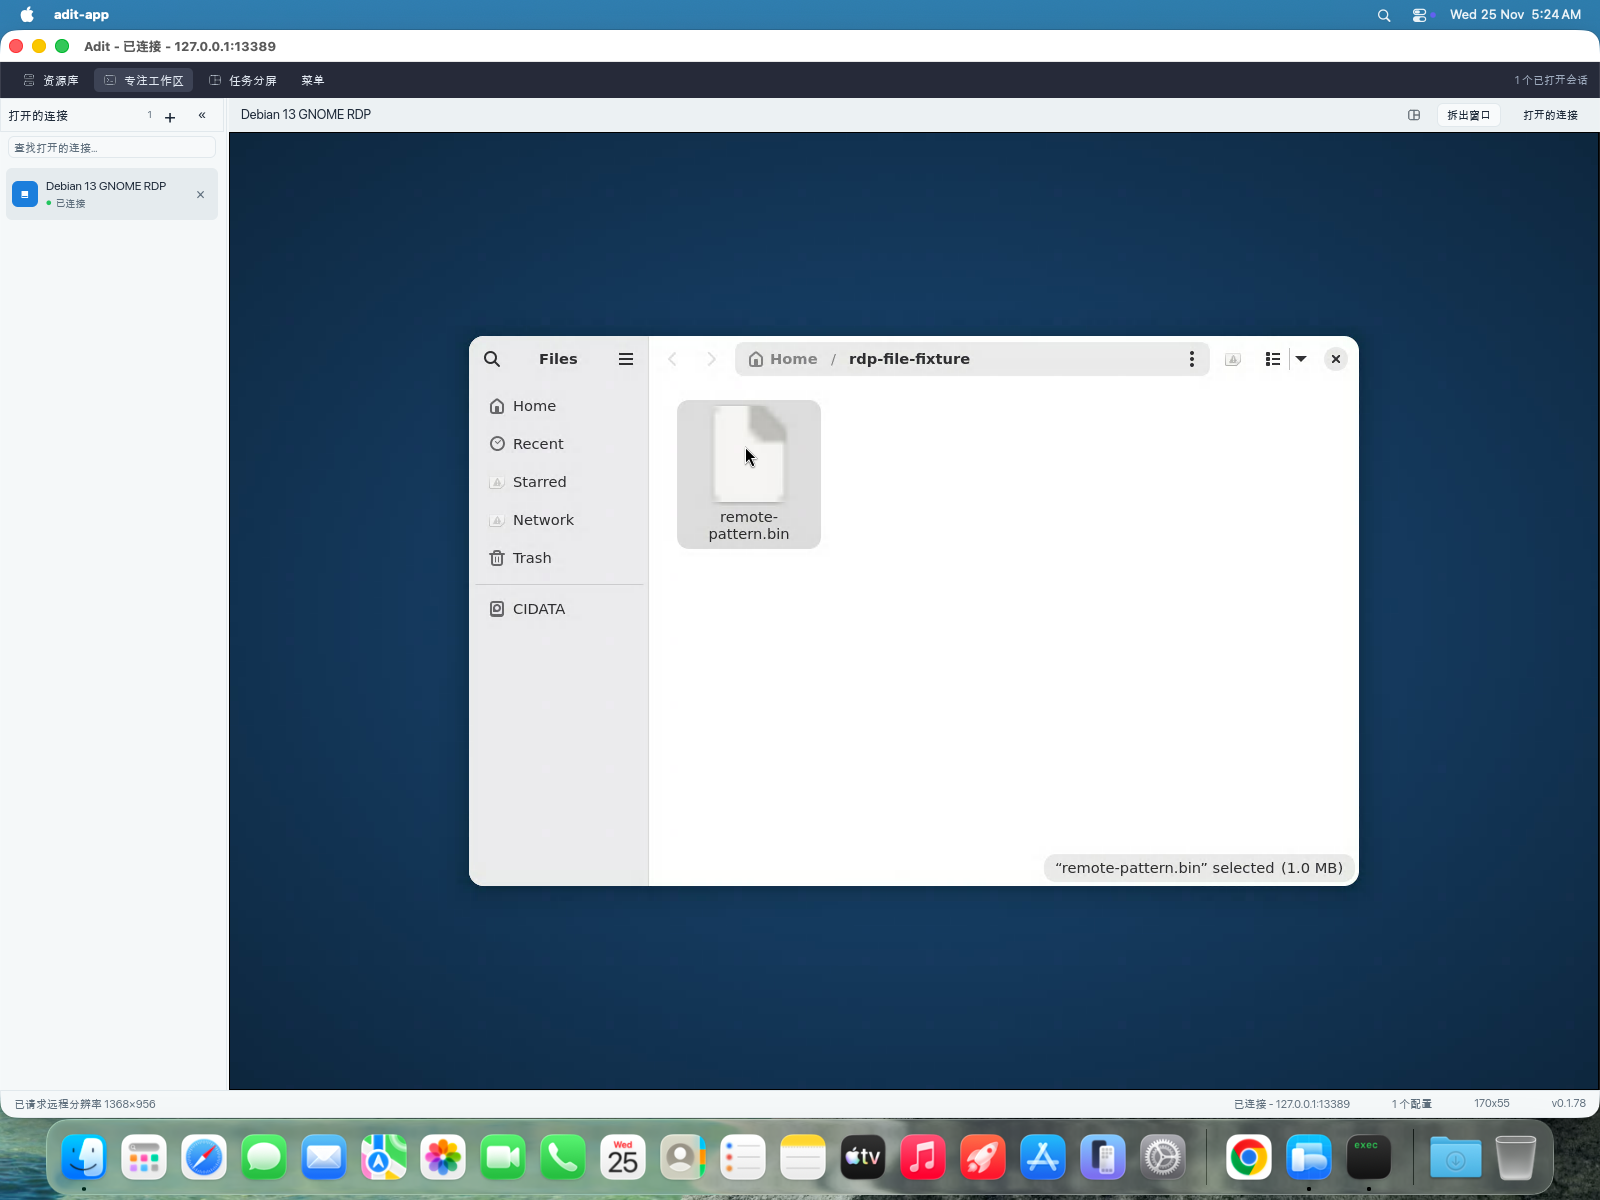 adit-app
Wed 25 Nov 5:24 AM
Adit - 已连接 - 127.0.0.1:13389
资源库
专注工作区
任务分屏
菜单
1 个已打开会话
打开的连接
1
Debian 13 GNOME RDP
拆出窗口
打开的连接
查找打开的连接...
Debian 13 GNOME RDP
已连接
Files
Home / rdp-file-fixture
Home
Recent
Starred
Network
Trash
CIDATA
remote-
pattern.bin
“remote-pattern.bin” selected (1.0 MB)
已请求远程分辨率 1368×956
已连接 - 127.0.0.1:13389
1 个配置
170x55
v0.1.78
Wed
25
tv
exec